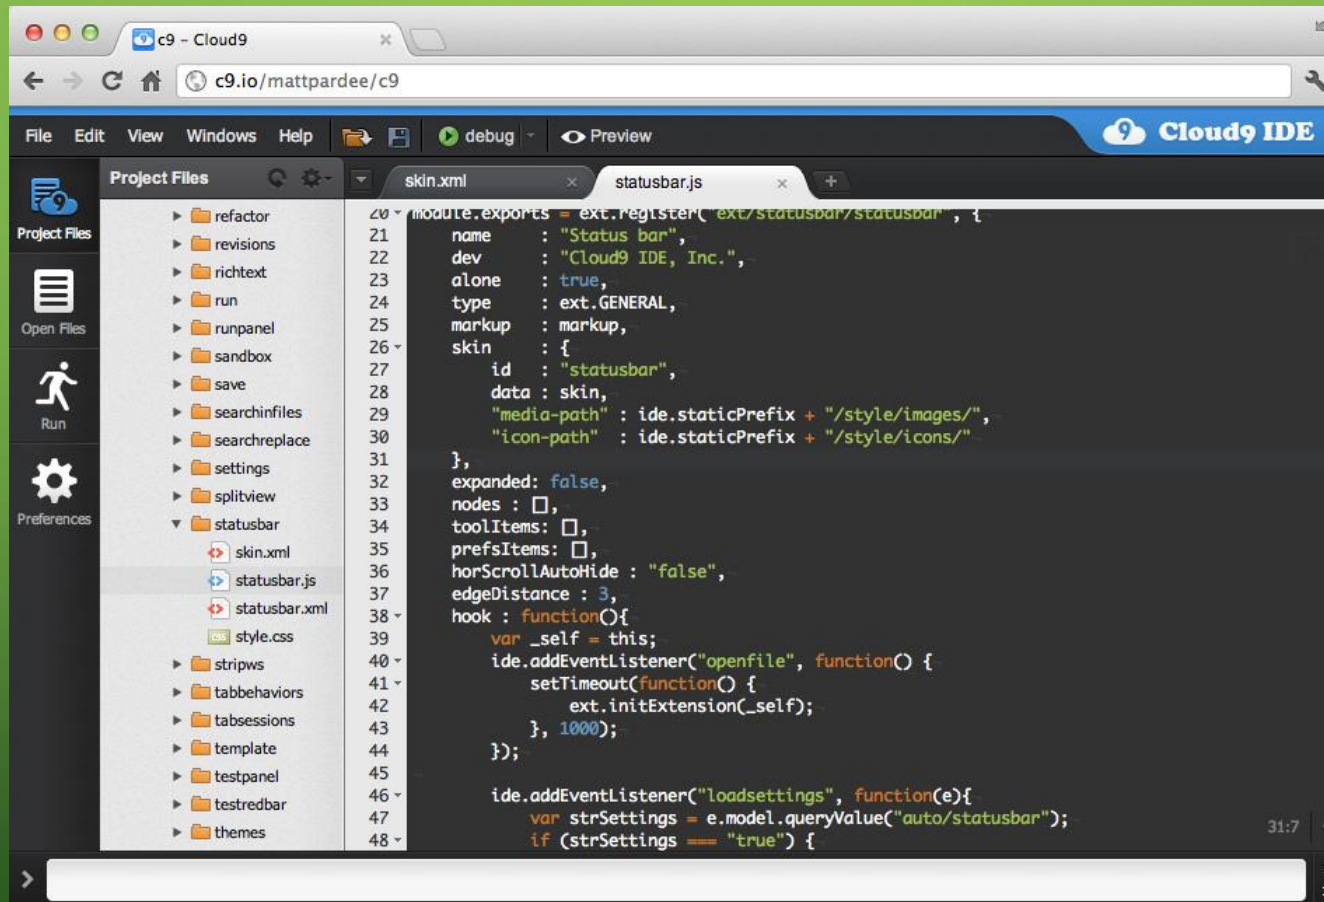 c9 - Cloud9
c9.io/mattpardee/c9
File Edit View Windows Help debug Preview Cloud9 IDE
Project Files
skin.xml statusbar.js
Project Files
Open Files
Run
Preferences
refactor
revisions
richtext
run
runpanel
sandbox
save
searchinfiles
searchreplace
settings
splitview
statusbar
skin.xml
statusbar.js
statusbar.xml
style.css
stripws
tabbehaviors
tabsessions
template
testpanel
testredbar
themes
20 module.exports = ext.register("ext/statusbar/statusbar", {
21 name : "Status bar",
22 dev : "Cloud9 IDE, Inc.",
23 alone : true,
24 type : ext.GENERAL,
25 markup : markup,
26 skin : {
27 id : "statusbar",
28 data : skin,
29 "media-path" : ide.staticPrefix + "/style/images/",
30 "icon-path" : ide.staticPrefix + "/style/icons/"
31 },
32 expanded: false,
33 nodes : [],
34 toolItems: [],
35 prefsItems: [],
36 horScrollAutoHide : "false",
37 edgeDistance : 3,
38 hook : function(){
39 var _self = this;
40 ide.addEventListener("openfile", function() {
41 setTimeout(function() {
42 ext.initExtension(_self);
43 }, 1000);
44 });
45
46 ide.addEventListener("loadsettings", function(e){
47 var strSettings = e.model.queryValue("auto/statusbar");
48 if (strSettings === "true") {
31:7